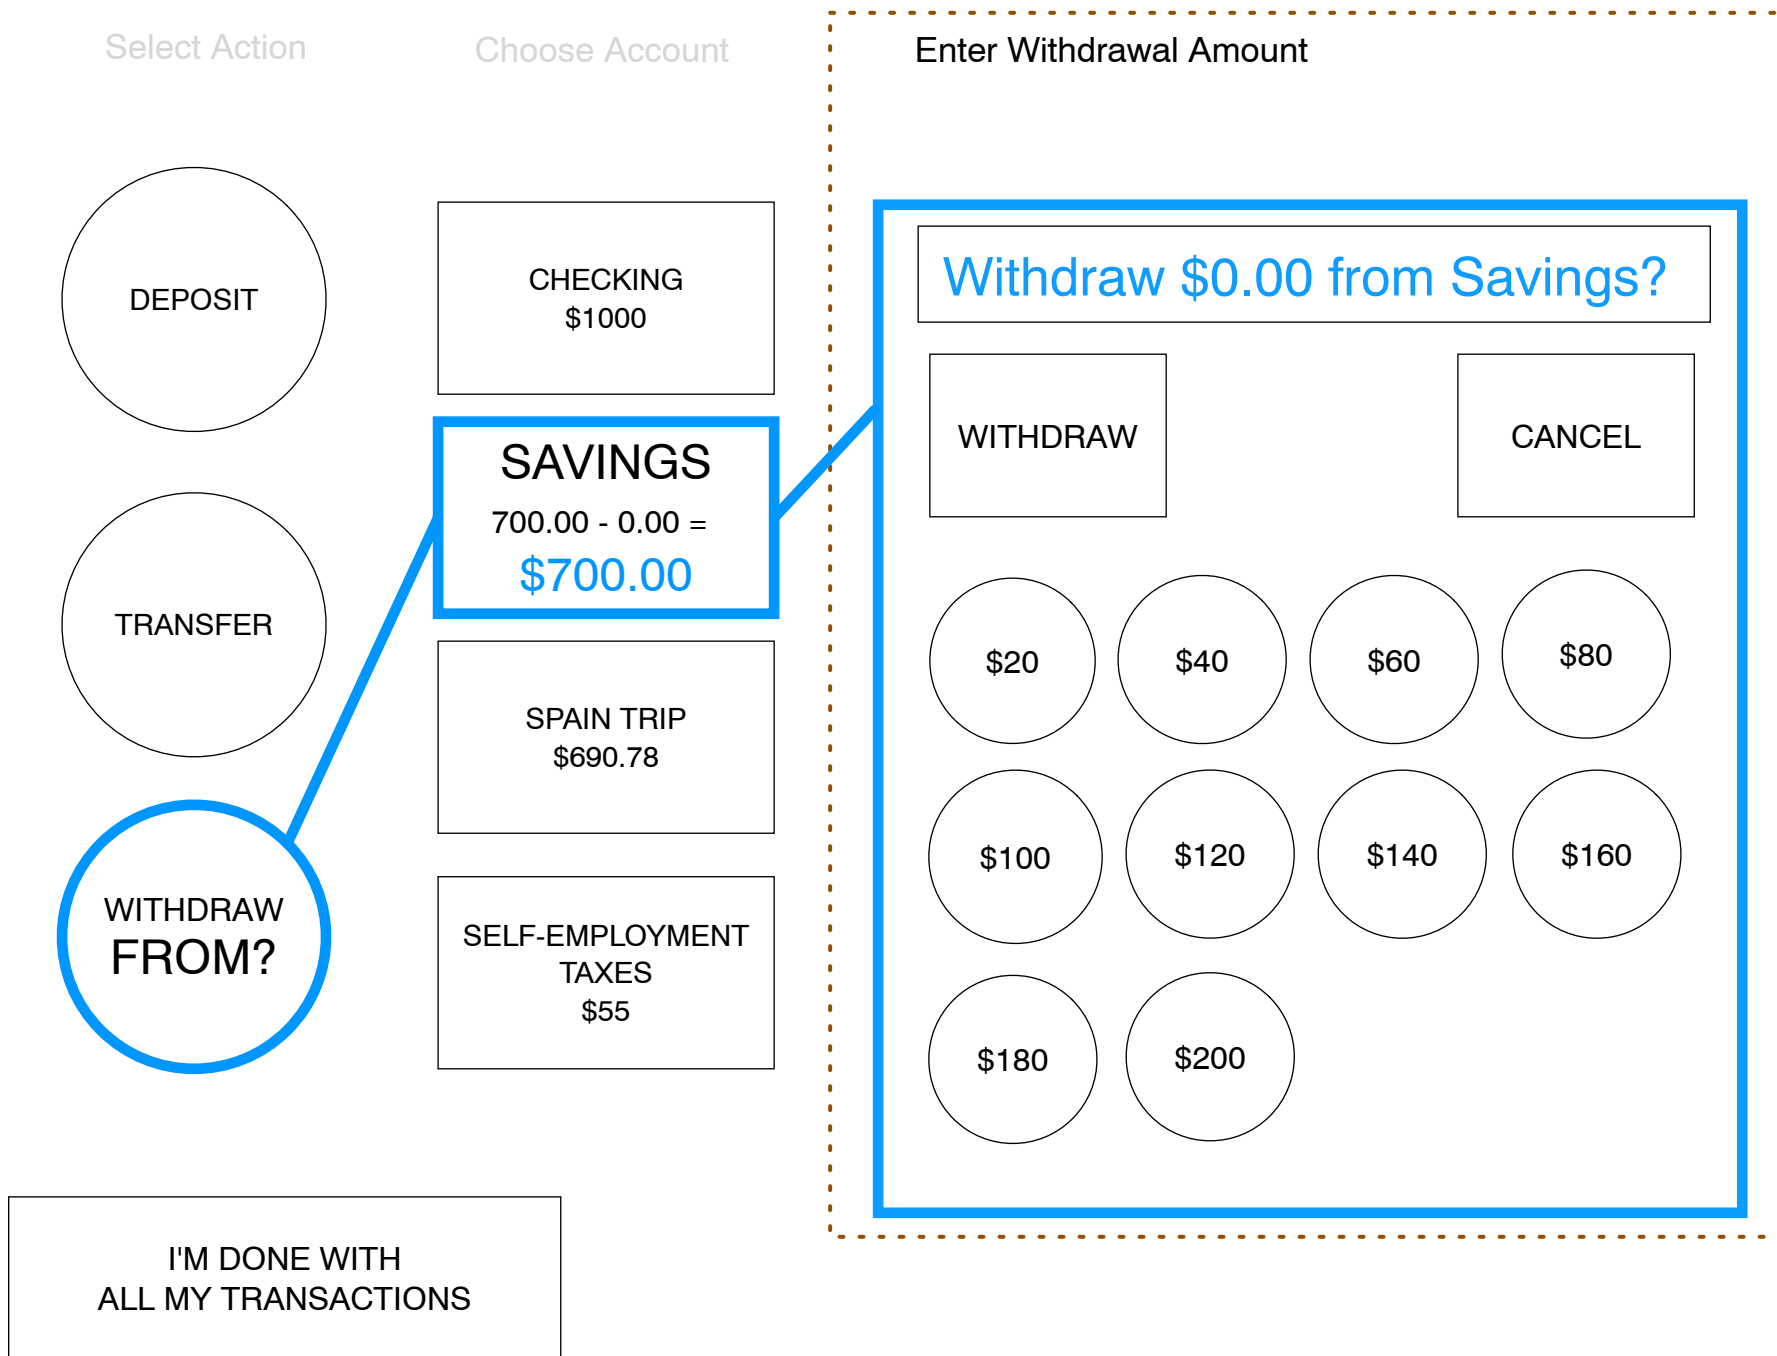 Select Action
Choose Account
Enter Withdrawal Amount
DEPOSIT
TRANSFER
WITHDRAW
FROM?
CHECKING
$1000
SAVINGS
700.00 - 0.00 =
$700.00
SPAIN TRIP
$690.78
SELF-EMPLOYMENT
TAXES
$55
Withdraw $0.00 from Savings?
WITHDRAW
CANCEL
$20
$40
$60
$80
$100
$120
$140
$160
$180
$200
I'M DONE WITH
ALL MY TRANSACTIONS